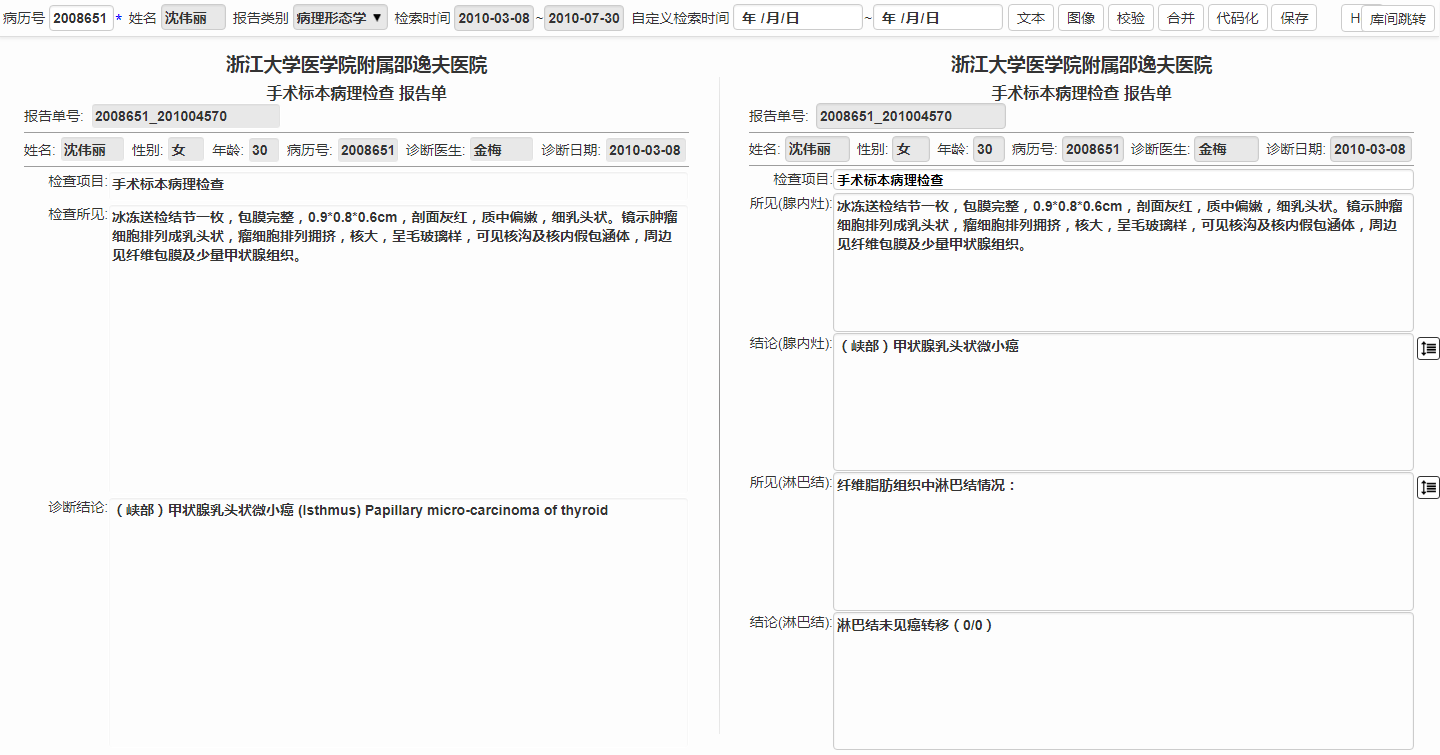 病历号 2008651 * 姓名 沈伟丽 报告类别 病理形态学 ▼ 检索时间 2010-03-08 ~ 2010-07-30 自定义检索时间 年 /月/日 ~ 年 /月/日 文本 图像 校验 合并 代码化 保存 H 库间跳转
浙江大学医学院附属邵逸夫医院
手术标本病理检查 报告单
报告单号: 2008651_201004570
姓名: 沈伟丽 性别: 女 年龄: 30 病历号: 2008651 诊断医生: 金梅 诊断日期: 2010-03-08
检查项目: 手术标本病理检查
检查所见: 冰冻送检结节一枚，包膜完整，0.9*0.8*0.6cm，剖面灰红，质中偏嫩，细乳头状。镜示肿瘤
细胞排列成乳头状，瘤细胞排列拥挤，核大，呈毛玻璃样，可见核沟及核内假包涵体，周边
见纤维包膜及少量甲状腺组织。
诊断结论: （峡部）甲状腺乳头状微小癌 (Isthmus) Papillary micro-carcinoma of thyroid
浙江大学医学院附属邵逸夫医院
手术标本病理检查 报告单
报告单号: 2008651_201004570
姓名: 沈伟丽 性别: 女 年龄: 30 病历号: 2008651 诊断医生: 金梅 诊断日期: 2010-03-08
检查项目: 手术标本病理检查
所见(腺内灶): 冰冻送检结节一枚，包膜完整，0.9*0.8*0.6cm，剖面灰红，质中偏嫩，细乳头状。镜示肿瘤
细胞排列成乳头状，瘤细胞排列拥挤，核大，呈毛玻璃样，可见核沟及核内假包涵体，周边
见纤维包膜及少量甲状腺组织。
结论(腺内灶): （峡部）甲状腺乳头状微小癌
所见(淋巴结): 纤维脂肪组织中淋巴结情况：
结论(淋巴结): 淋巴结未见癌转移（0/0）